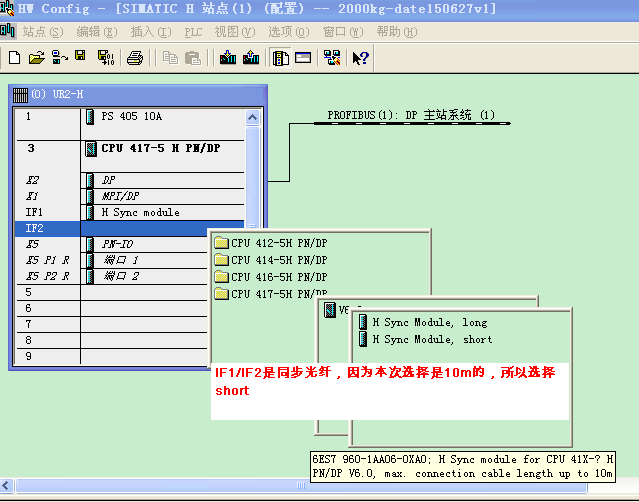 HW Config - [SIMATIC H 站点(1) (配置) -- 2000kg-date150627v1]
站点(S) 编辑(E) 插入(I) PLC 视图(V) 选项(O) 窗口(W) 帮助(H)
(0) UR2-H
1 PS 405 10A
3 CPU 417-5 H PN/DP
X2 DP
X1 MPI/DP
IF1 H Sync module
IF2
X5 PN-IO
X5 P1 R 端口 1
X5 P2 R 端口 2
5
6
7
8
9
PROFIBUS(1): DP 主站系统 (1)
CPU 412-5H PN/DP
CPU 414-5H PN/DP
CPU 416-5H PN/DP
CPU 417-5H PN/DP
H Sync Module, long
H Sync Module, short
IF1/IF2是同步光纤，因为本次选择是10m的，所以选择
short
6ES7 960-1AA06-0XA0; H Sync module for CPU 41X-? H
PN/DP V6.0, max. connection cable length up to 10m